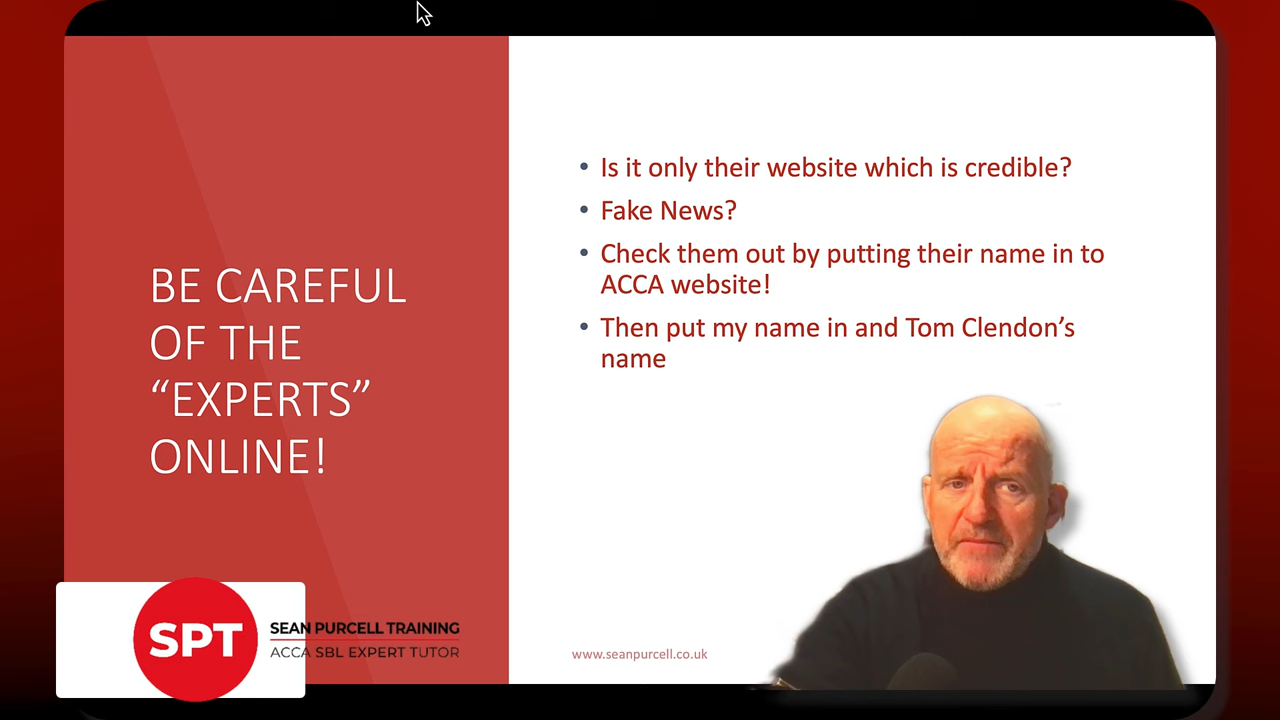 BE CAREFUL
OF THE
“EXPERTS”
ONLINE!
• Is it only their website which is credible?
• Fake News?
• Check them out by putting their name in to
ACCA website!
• Then put my name in and Tom Clendon’s
name
SPT
SEAN PURCELL TRAINING
ACCA SBL EXPERT TUTOR
www.seanpurcell.co.uk